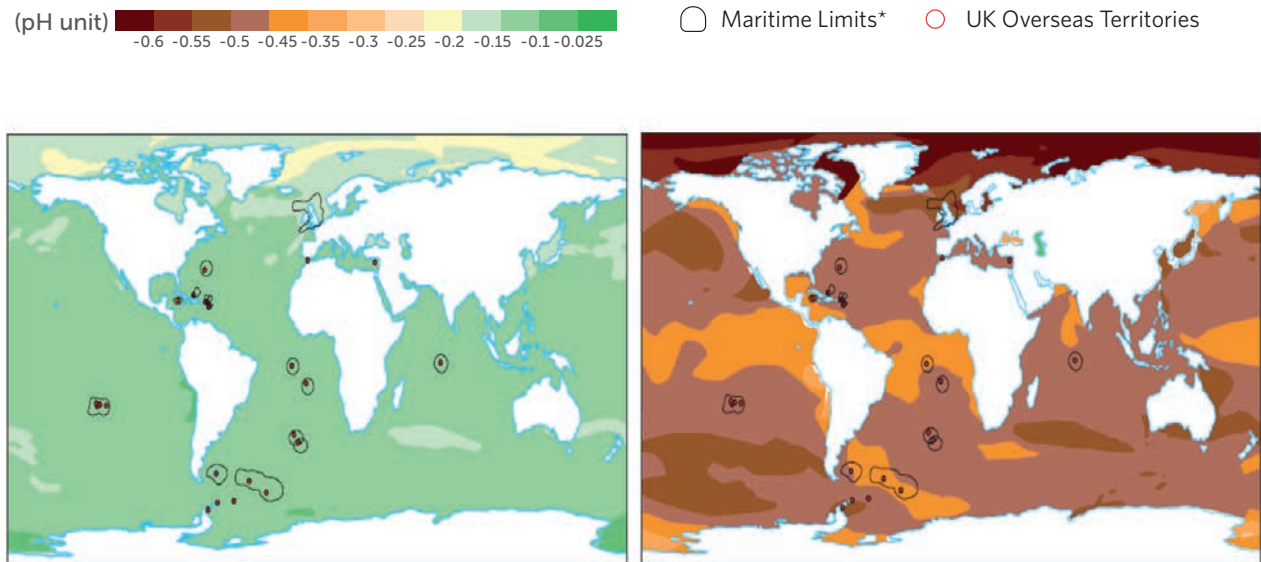 (pH unit)
-0.6 -0.55 -0.5 -0.45 -0.35 -0.3 -0.25 -0.2 -0.15 -0.1 -0.025
Maritime Limits*
UK Overseas Territories